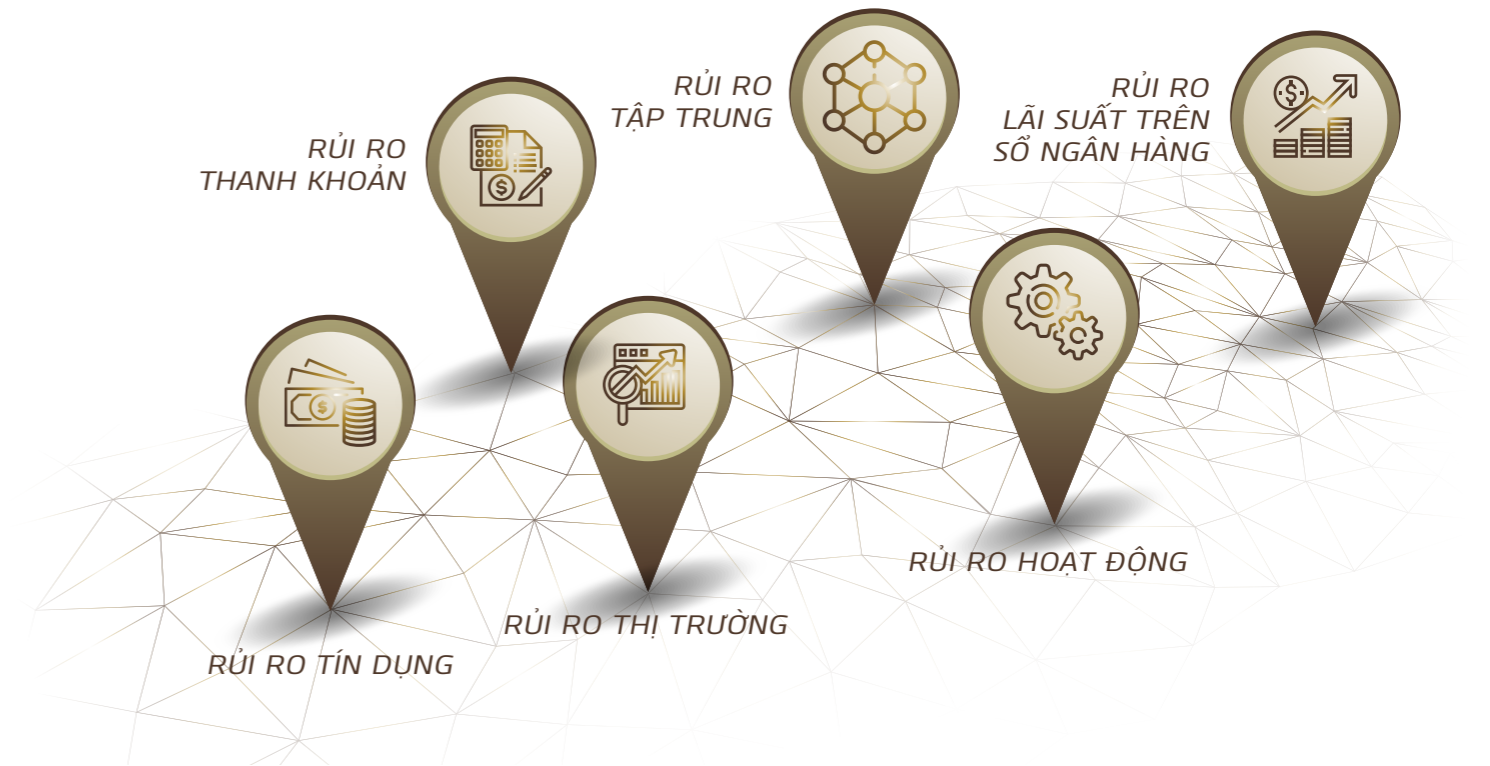 RỦI RO
TẬP TRUNG
RỦI RO
LÃI SUẤT TRÊN
SỔ NGÂN HÀNG
RỦI RO
THANH KHOẢN
RỦI RO HOẠT ĐỘNG
RỦI RO THỊ TRƯỜNG
RỦI RO TÍN DỤNG